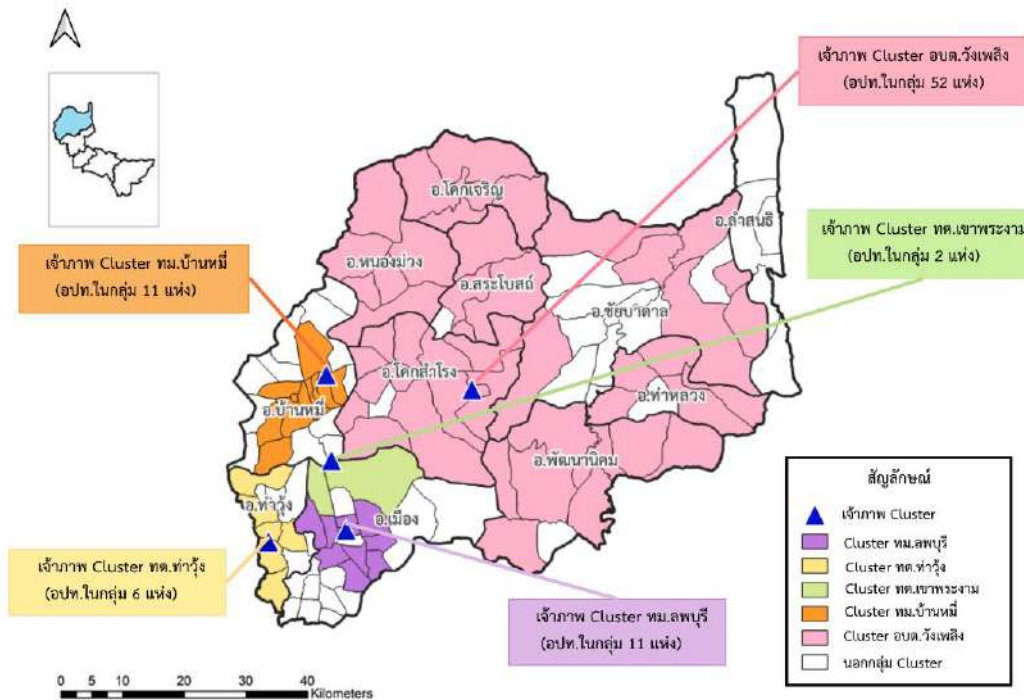 เจ้าภาพ Cluster อบต.วังเพลิง
(อปท.ในกลุ่ม 52 แห่ง)
อ.โคกเจริญ
อ.ลำสนธิ
เจ้าภาพ Cluster ทต.เขาพระงาม
(อปท.ในกลุ่ม 2 แห่ง)
เจ้าภาพ Cluster ทม.บ้านหมี่
(อปท.ในกลุ่ม 11 แห่ง)
อ.หนองม่วง
อ.สระโบสถ์
อ.ชัยบาดาล
อ.โคกสำโรง
อ.ท่าหลวง
อ.บ้านหมี่
อ.พัฒนานิคม
อ.ท่าวุ้ง
อ.เมือง
เจ้าภาพ Cluster ทต.ท่าวุ้ง
(อปท.ในกลุ่ม 6 แห่ง)
เจ้าภาพ Cluster ทม.ลพบุรี
(อปท.ในกลุ่ม 11 แห่ง)
สัญลักษณ์
เจ้าภาพ Cluster
Cluster ทม.ลพบุรี
Cluster ทต.ท่าวุ้ง
Cluster ทต.เขาพระงาม
Cluster ทม.บ้านหมี่
Cluster อบต.วังเพลิง
นอกกลุ่ม Cluster
0 5 10 20 30 40
Kilometers